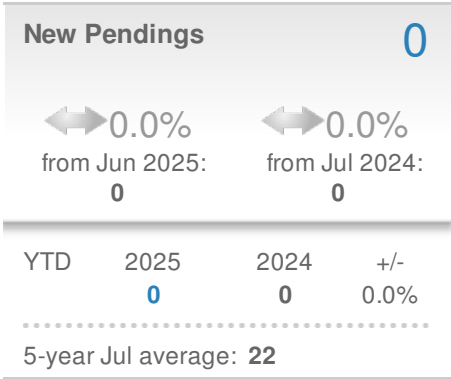 New Pendings 0
0.0% 0.0%
from Jun 2025: from Jul 2024:
0 0
YTD 2025 2024 +/-
0 0 0.0%
5-year Jul average: 22